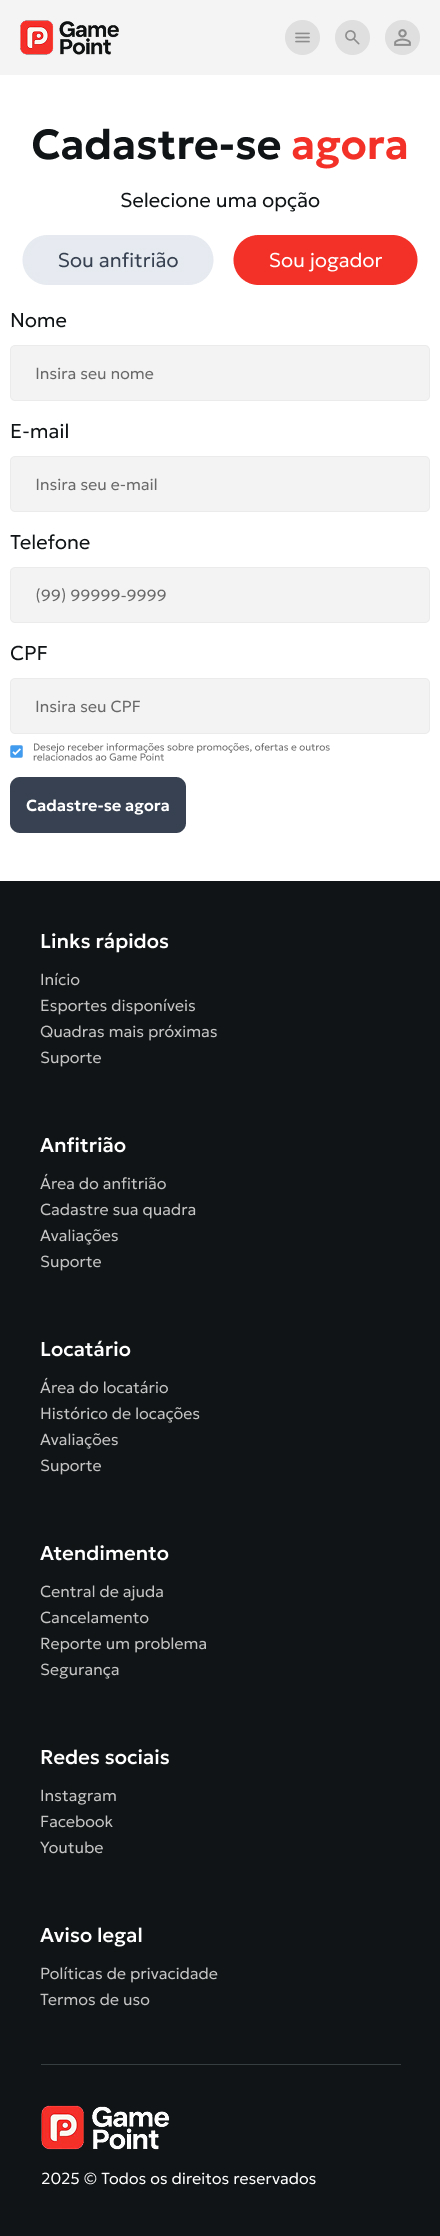 Game
Point
Cadastre-se agora
Selecione uma opção
Sou anfitrião
Sou jogador
Nome
Insira seu nome
E-mail
Insira seu e-mail
Telefone
(99) 99999-9999
CPF
Insira seu CPF
Desejo receber informações sobre promoções, ofertas e outros
relacionados ao Game Point
Cadastre-se agora
Links rápidos
Início
Esportes disponíveis
Quadras mais próximas
Suporte
Anfitrião
Área do anfitrião
Cadastre sua quadra
Avaliações
Suporte
Locatário
Área do locatário
Histórico de locações
Avaliações
Suporte
Atendimento
Central de ajuda
Cancelamento
Reporte um problema
Segurança
Redes sociais
Instagram
Facebook
Youtube
Aviso legal
Políticas de privacidade
Termos de uso
Game
Point
2025 © Todos os direitos reservados